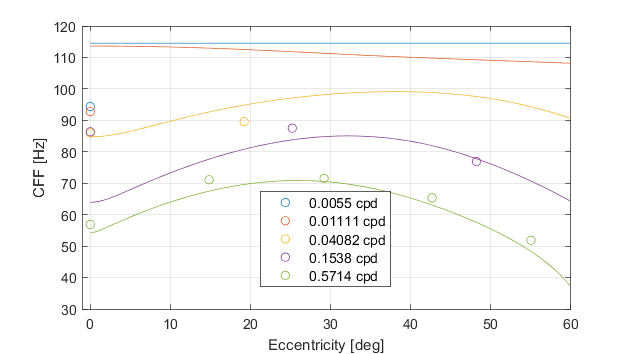 120
110
100
90
80
70
60
50
40
30
CFF [Hz]
0.0055 cpd
0.01111 cpd
0.04082 cpd
0.1538 cpd
0.5714 cpd
0 10 20 30 40 50 60
Eccentricity [deg]